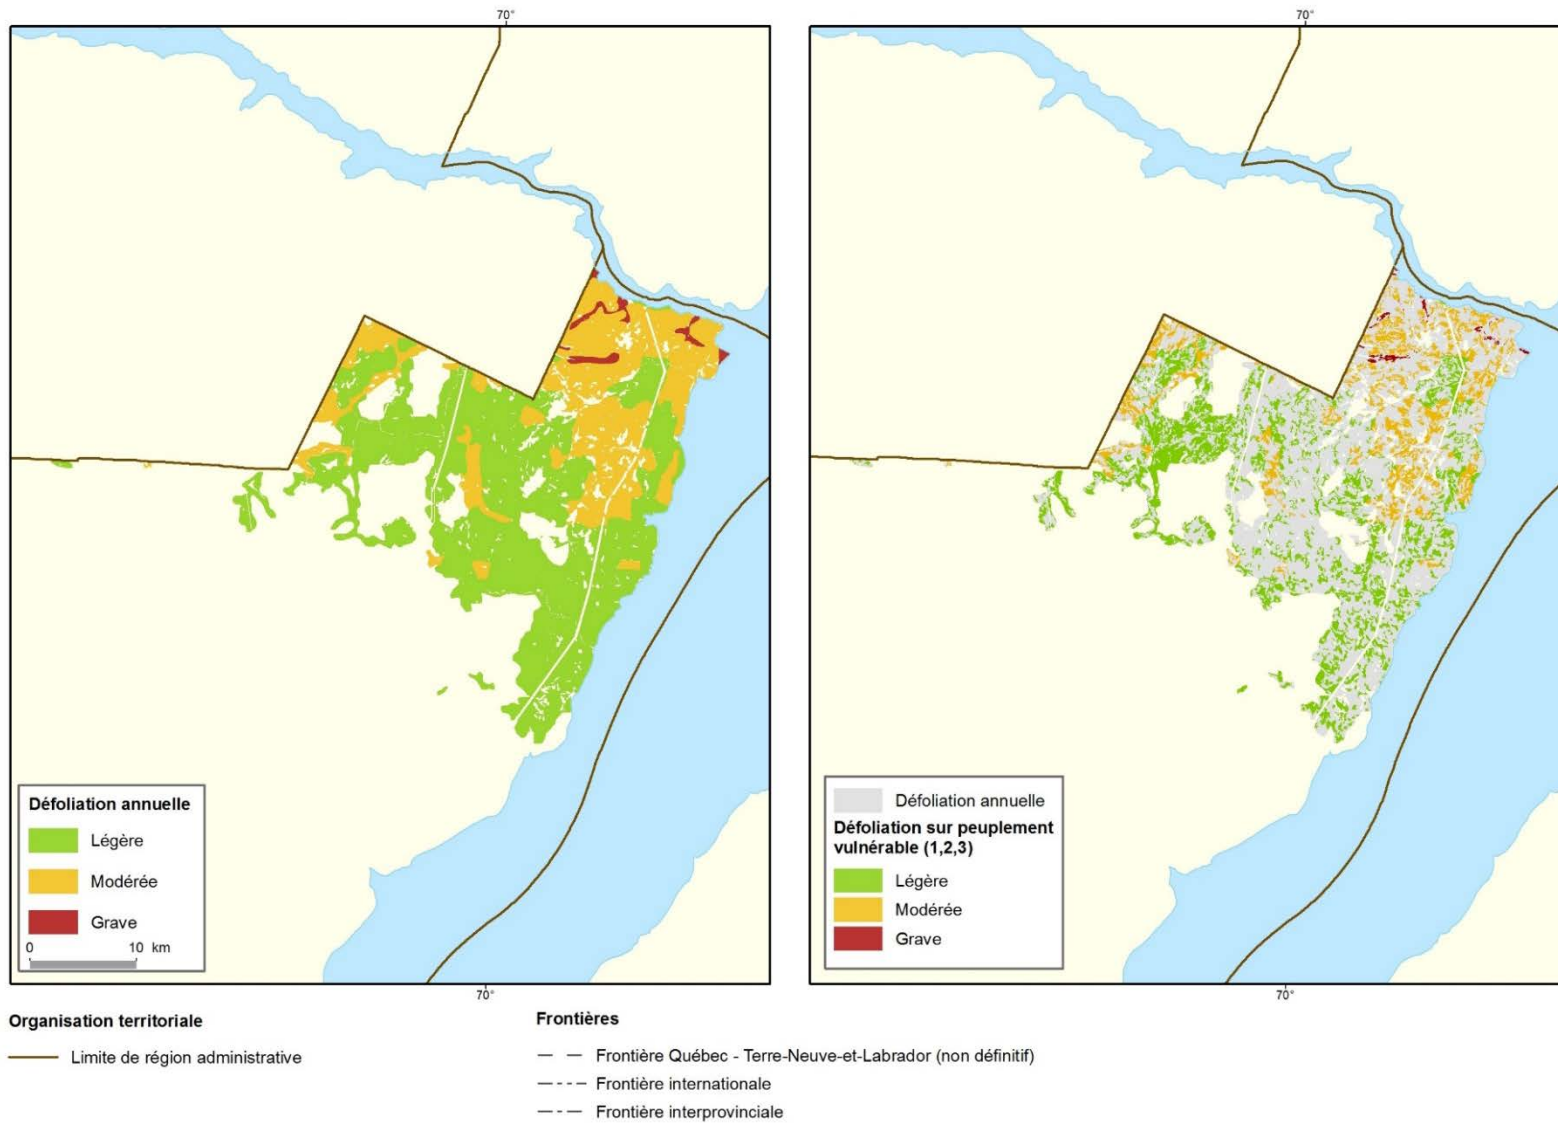 70°
70°
Défoliation annuelle
Légère
Modérée
Grave
0 10 km
Défoliation annuelle
Défoliation sur peuplement
vulnérable (1,2,3)
Légère
Modérée
Grave
70°
70°
Organisation territoriale
Limite de région administrative
Frontières
Frontière Québec - Terre-Neuve-et-Labrador (non définitif)
Frontière internationale
Frontière interprovinciale